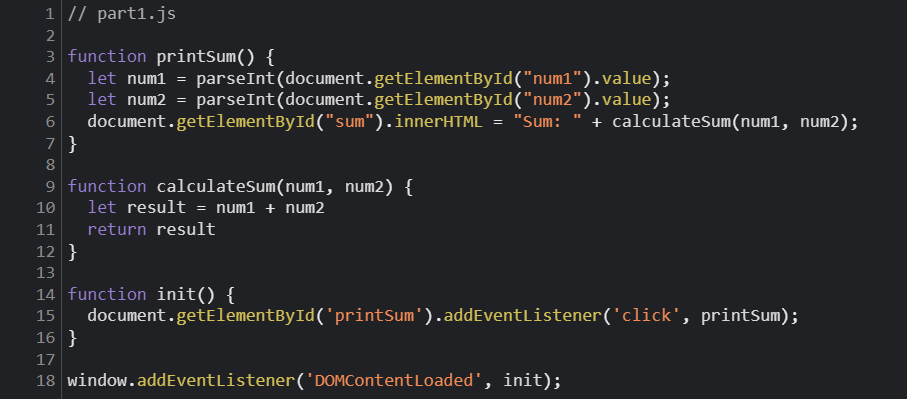 1 // part1.js
2
3 function printSum() {
4   let num1 = parseInt(document.getElementById("num1").value);
5   let num2 = parseInt(document.getElementById("num2").value);
6   document.getElementById("sum").innerHTML = "Sum: " + calculateSum(num1, num2);
7 }
8
9 function calculateSum(num1, num2) {
10   let result = num1 + num2
11   return result
12 }
13
14 function init() {
15   document.getElementById('printSum').addEventListener('click', printSum);
16 }
17
18 window.addEventListener('DOMContentLoaded', init);